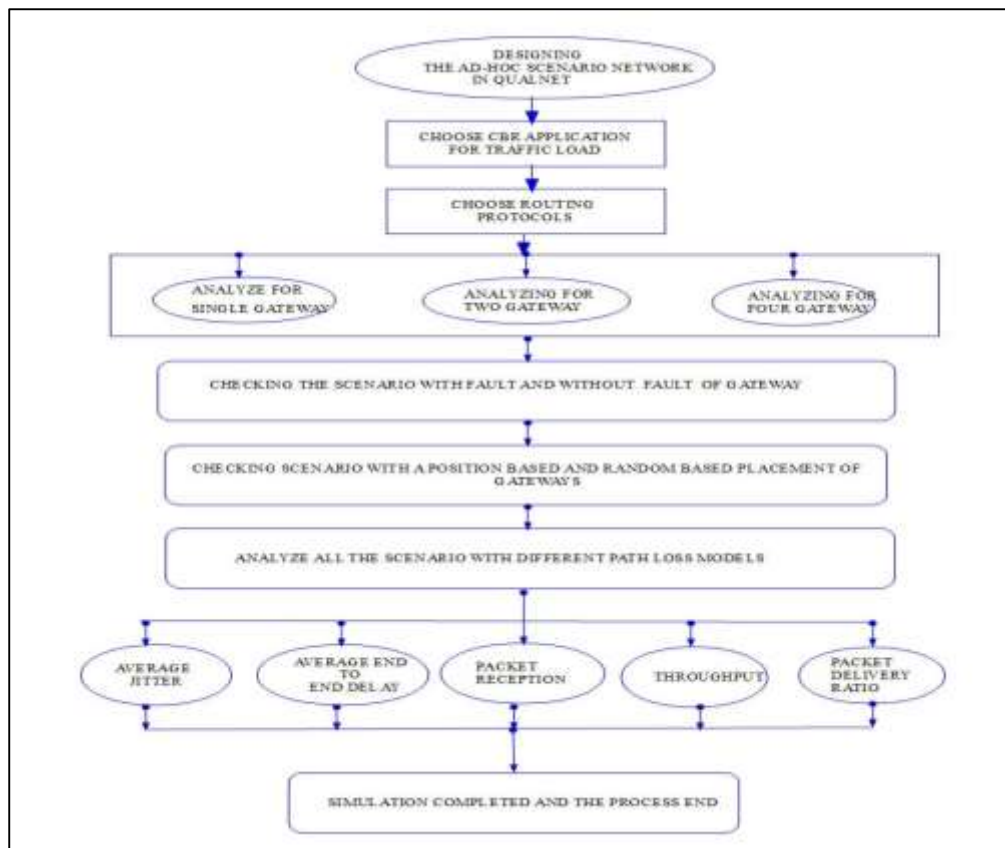 DESIGNING
THE AD-HOC SCENARIO NETWORK
IN QUALNET
CHOOSE CBR APPLICATION
FOR TRAFFIC LOAD
CHOOSE ROUTING
PROTOCOLS
ANALYZE FOR
SINGLE GATEWAY
ANALYZING FOR
TWO GATEWAY
ANALYZING FOR
FOUR GATEWAY
CHECKING THE SCENARIO WITH FAULT AND WITHOUT FAULT OF GATEWAY
CHECKING SCENARIO WITH A POSITION BASED AND RANDOM BASED PLACEMENT OF
GATEWAYS
ANALYZE ALL THE SCENARIO WITH DIFFERENT PATH LOSS MODELS
AVERAGE
JITTER
AVERAGE END
TO
END DELAY
PACKET
RECEPTION
THROUGHPUT
PACKET
DELIVERY
RATIO
SIMULATION COMPLETED AND THE PROCESS END